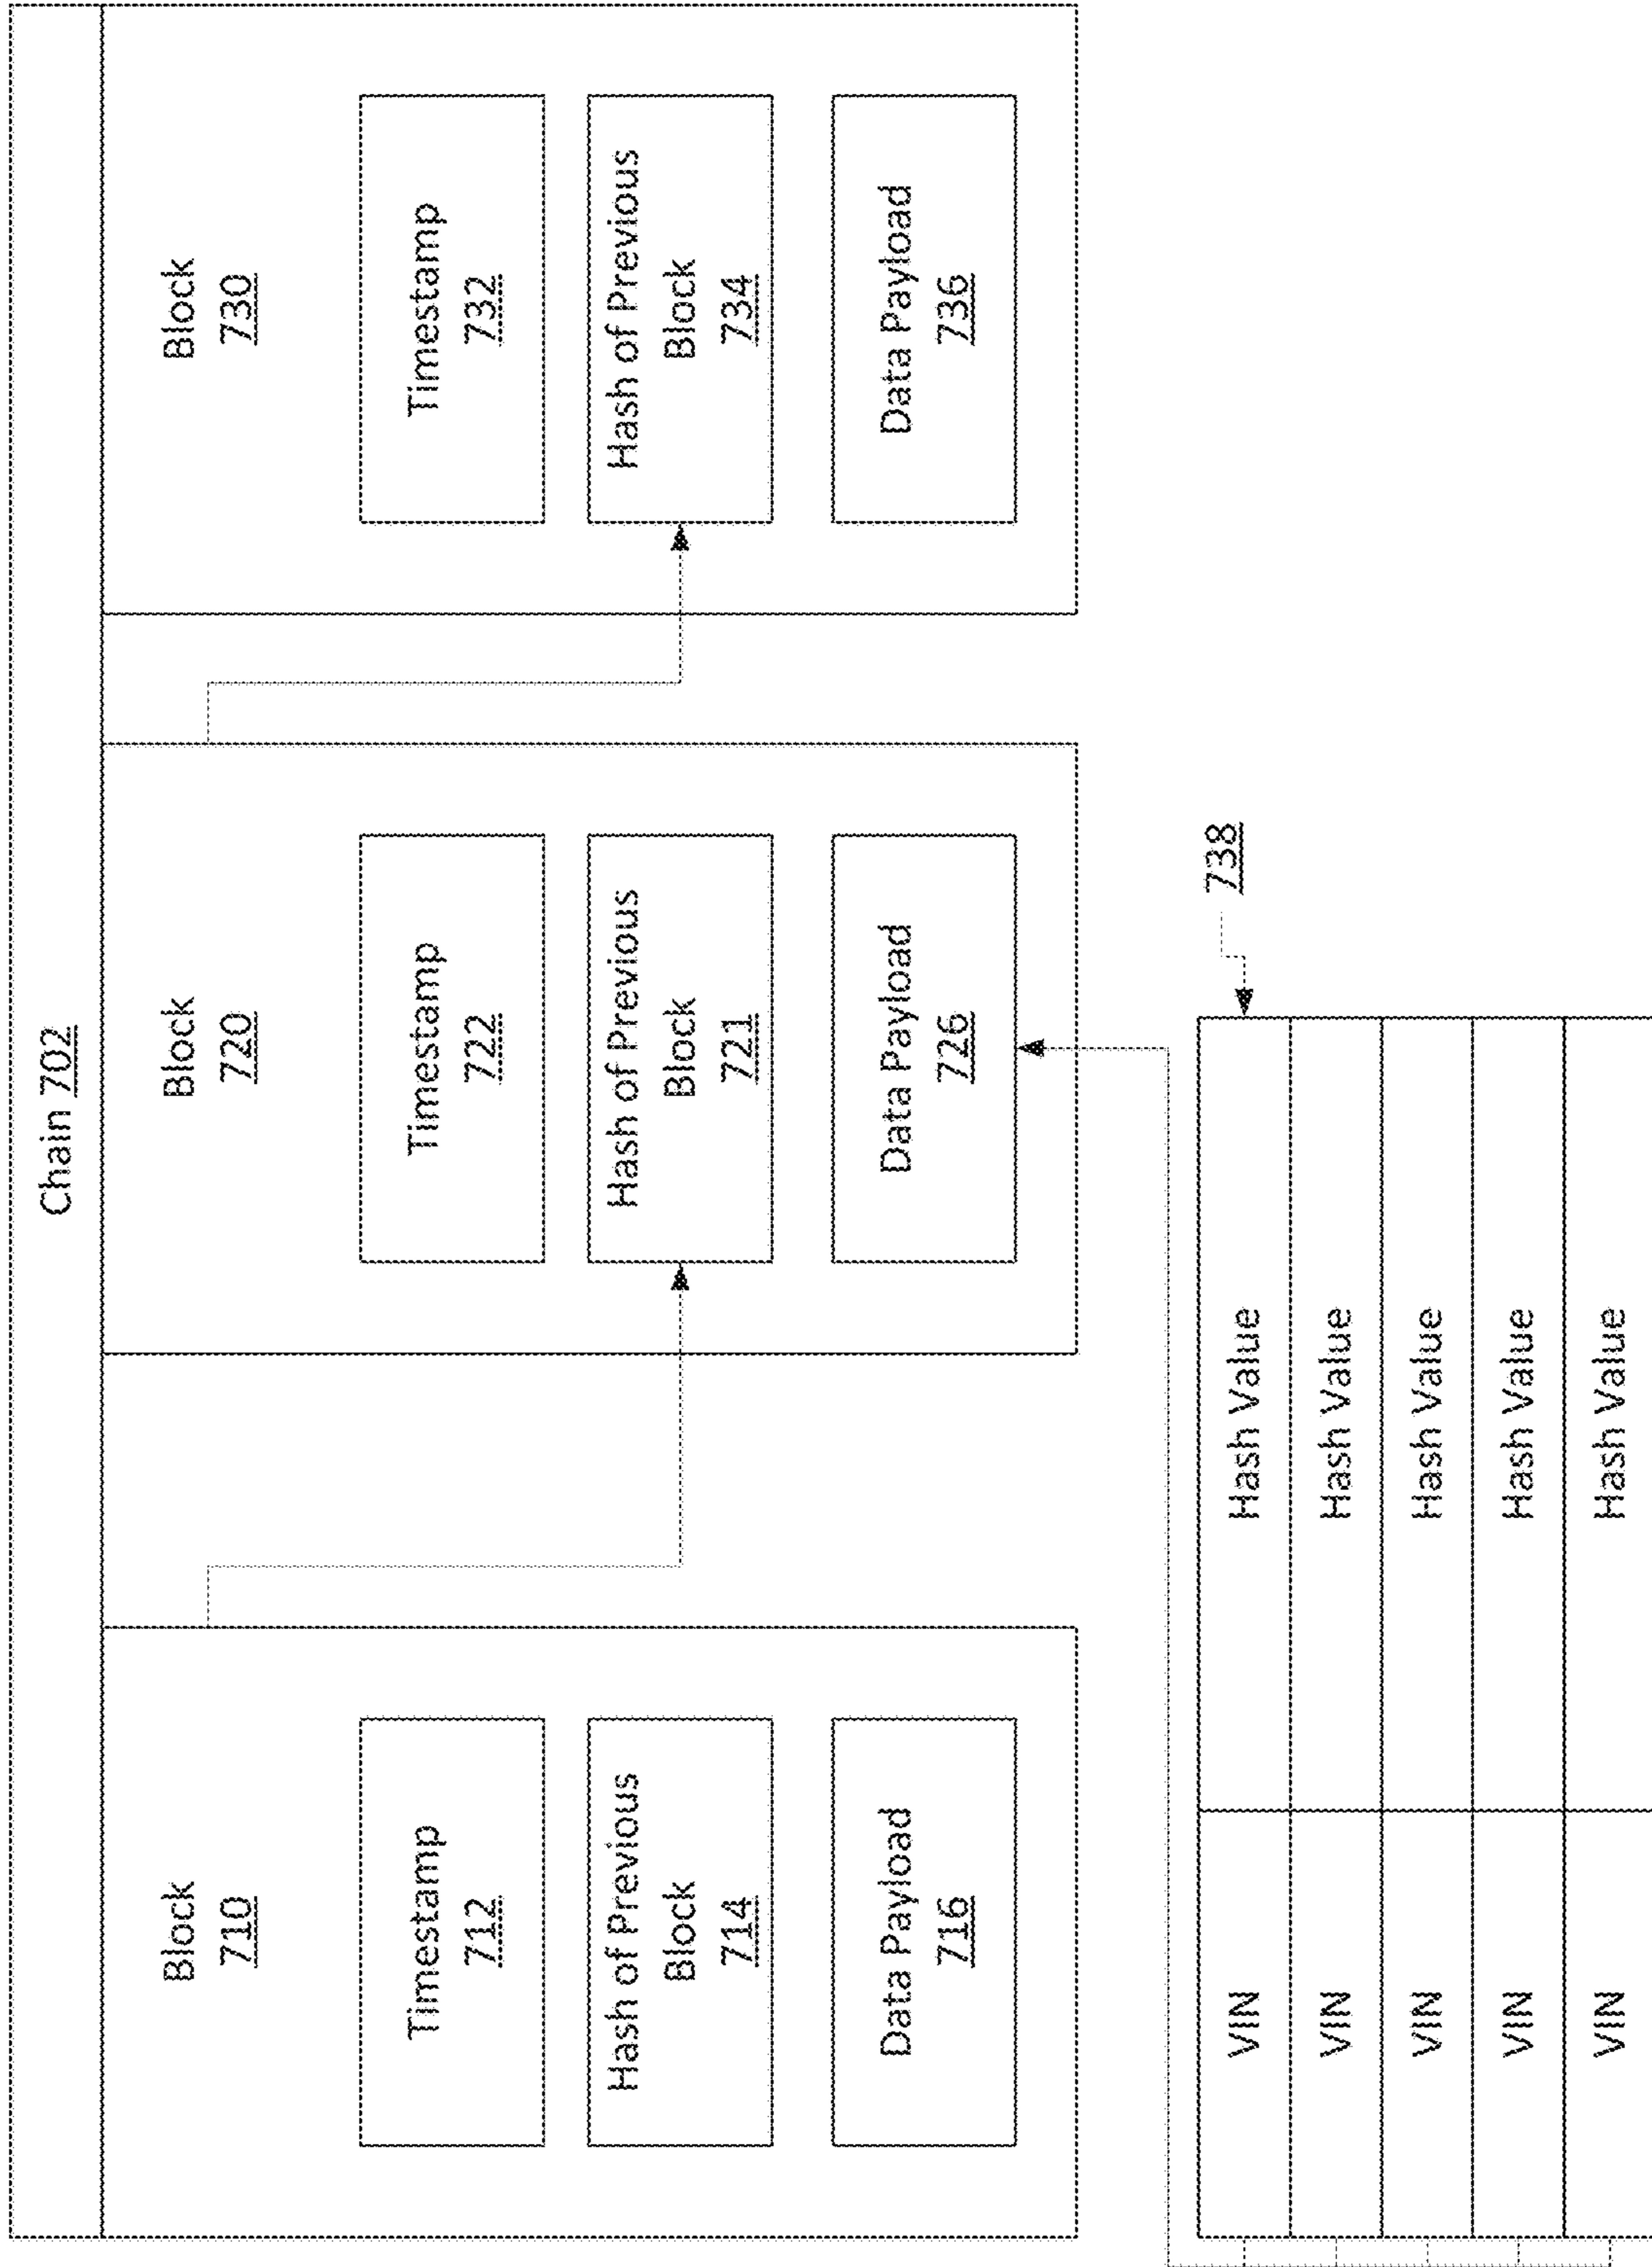 Chain 702
Block
710
Timestamp
712
Hash of Previous
Block
714
Data Payload
716
Block
720
Timestamp
722
Hash of Previous
Block
721
Data Payload
726
Block
730
Timestamp
732
Hash of Previous
Block
734
Data Payload
736
738
VIN Hash Value
VIN Hash Value
VIN Hash Value
VIN Hash Value
VIN Hash Value